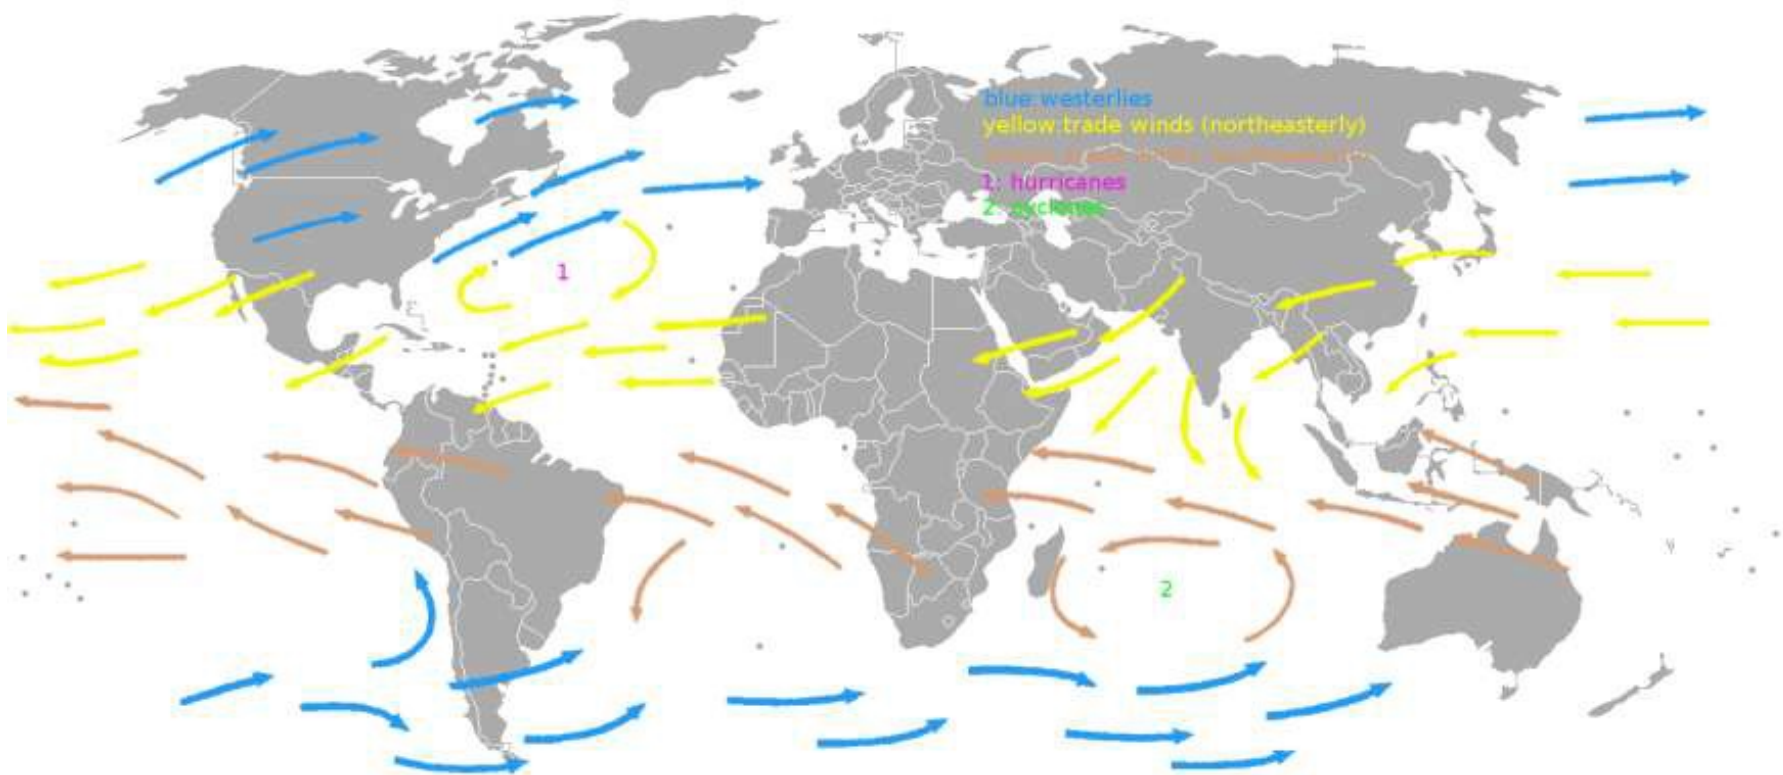 blue:westerlies
yellow:trade winds (northeasterly)
1: hurricanes
2: cyclones
1
2